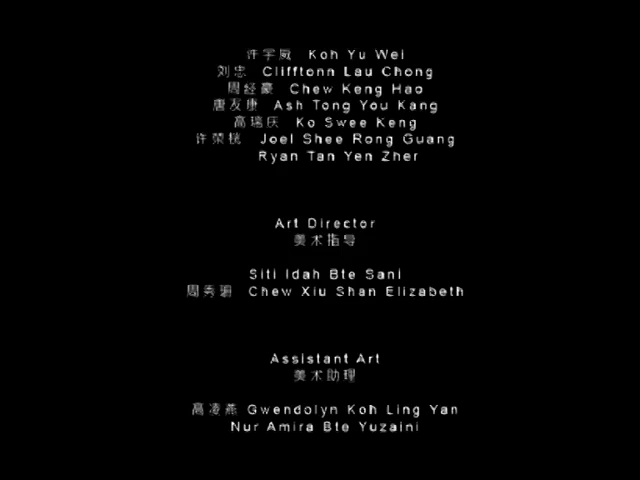 许宇威 Koh Yu Wei
刘忠 Clifftonn Lau Chong
周经豪 Chew Keng Hao
唐友康 Ash Tong You Kang
高瑞庆 Ko Swee Keng
许荣桄 Joel Shee Rong Guang
Ryan Tan Yen Zher
Art Director
美术指导
Siti Idah Bte Sani
周秀珊 Chew Xiu Shan Elizabeth
Assistant Art
美术助理
高凌燕 Gwendolyn Koh Ling Yan
Nur Amira Bte Yuzaini